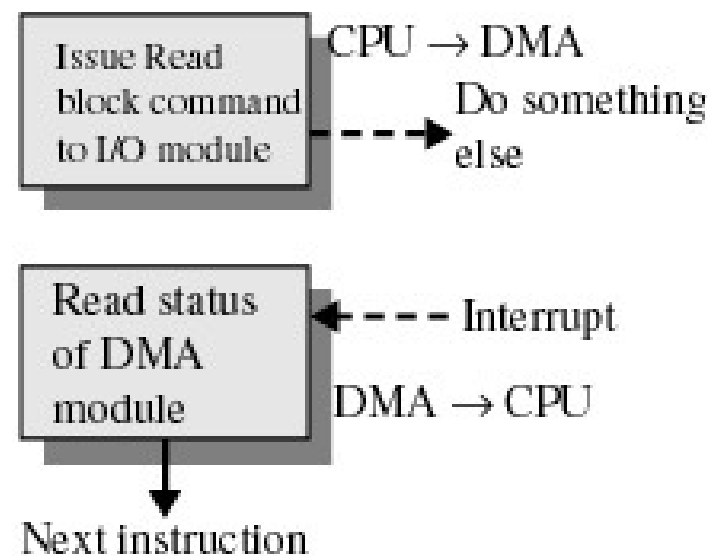 Issue Read
block command
to I/O module
CPU → DMA
Do something
else
Read status
of DMA
module
Interrupt
DMA → CPU
Next instruction